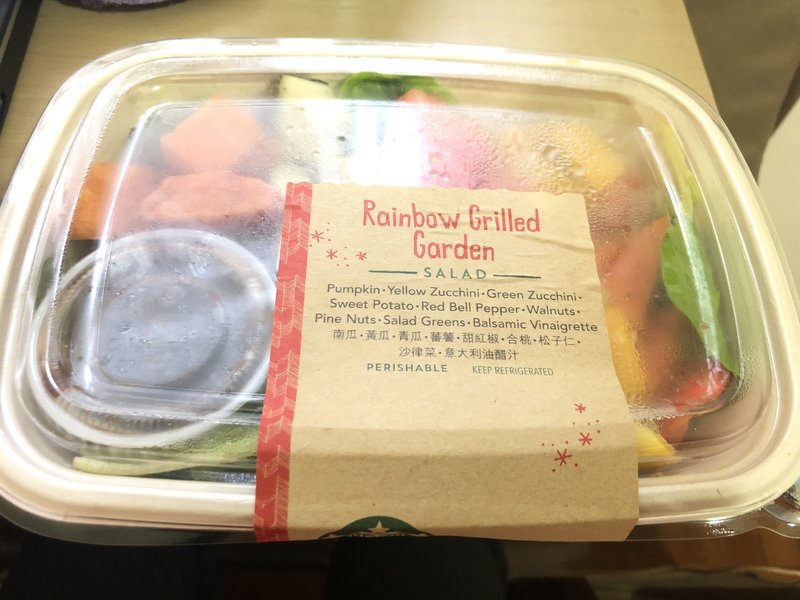 Rainbow Grilled
Garden
SALAD
Pumpkin · Yellow Zucchini · Green Zucchini ·
Sweet Potato · Red Bell Pepper · Walnuts ·
Pine Nuts · Salad Greens · Balsamic Vinaigrette
南瓜 · 黃瓜 · 青瓜 · 蕃薯 · 甜紅椒 · 合桃 · 松子仁 ·
沙律菜 · 意大利油醋汁
PERISHABLE KEEP REFRIGERATED